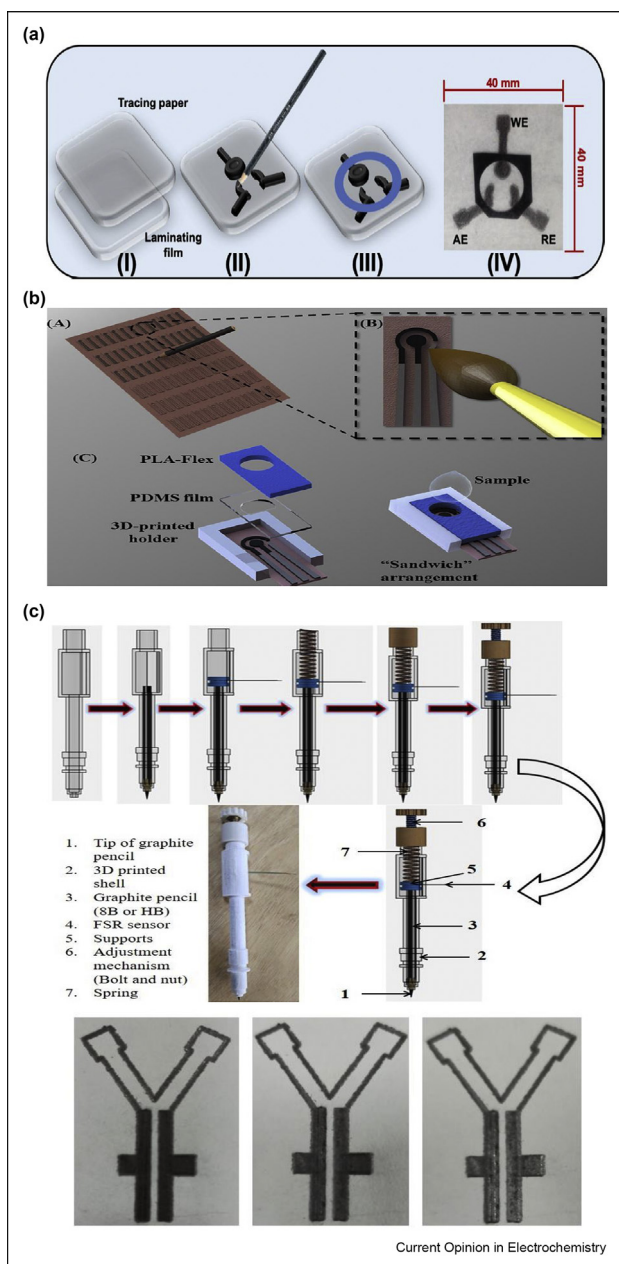 (a)
40 mm
Tracing paper
WE
40 mm
Laminating
film
AE
RE
(I)
(II)
(III)
(IV)
(b)
(A)
(B)
(C)
PLA-Flex
PDMS film
3D-printed
holder
Sample
“Sandwich”
arrangement
(c)
1. Tip of graphite
pencil
2. 3D printed
shell
3. Graphite pencil
(8B or HB)
4. FSR sensor
5. Supports
6. Adjustment
mechanism
(Bolt and nut)
7. Spring
6
7
5
4
3
2
1
Current Opinion in Electrochemistry